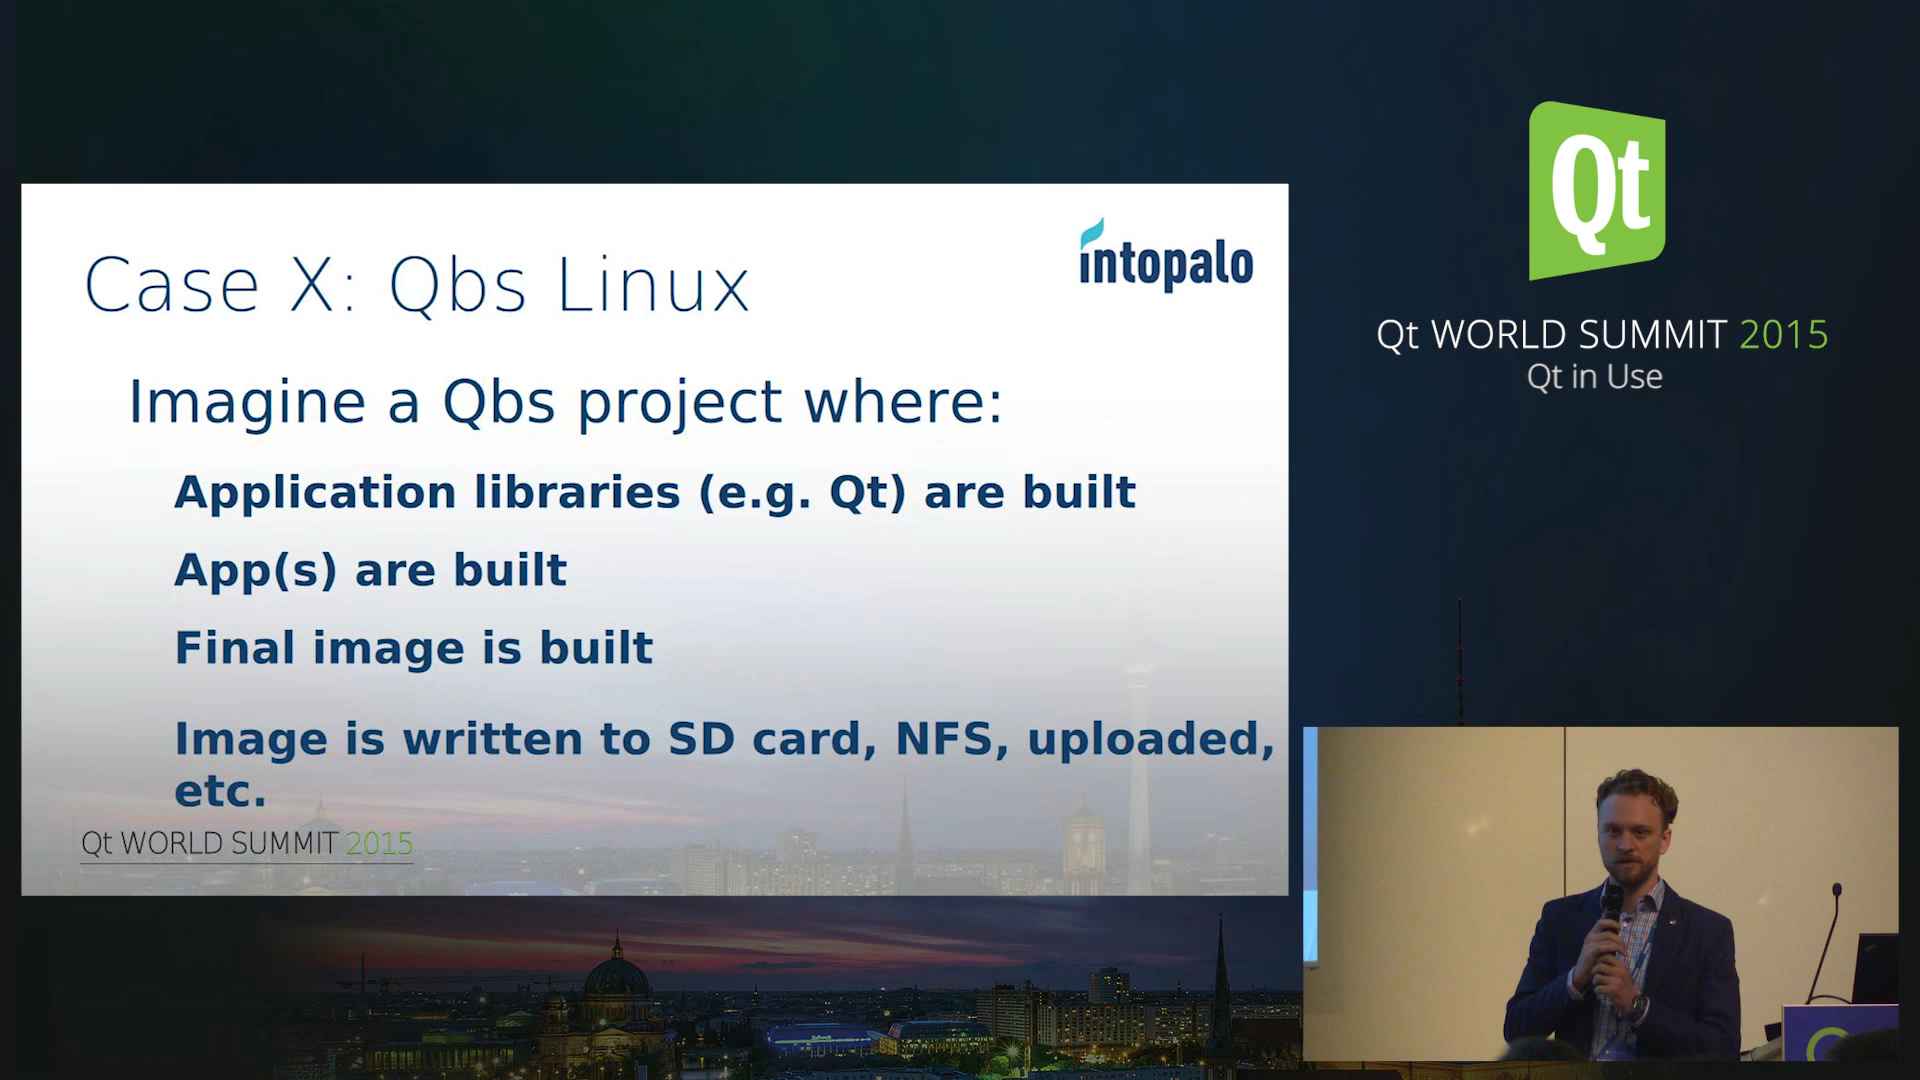 Case X: Qbs Linux
intopalo
Imagine a Qbs project where:
Application libraries (e.g. Qt) are built
App(s) are built
Final image is built
Image is written to SD card, NFS, uploaded,
etc.
Qt WORLD SUMMIT 2015
Qt
Qt WORLD SUMMIT 2015
Qt in Use